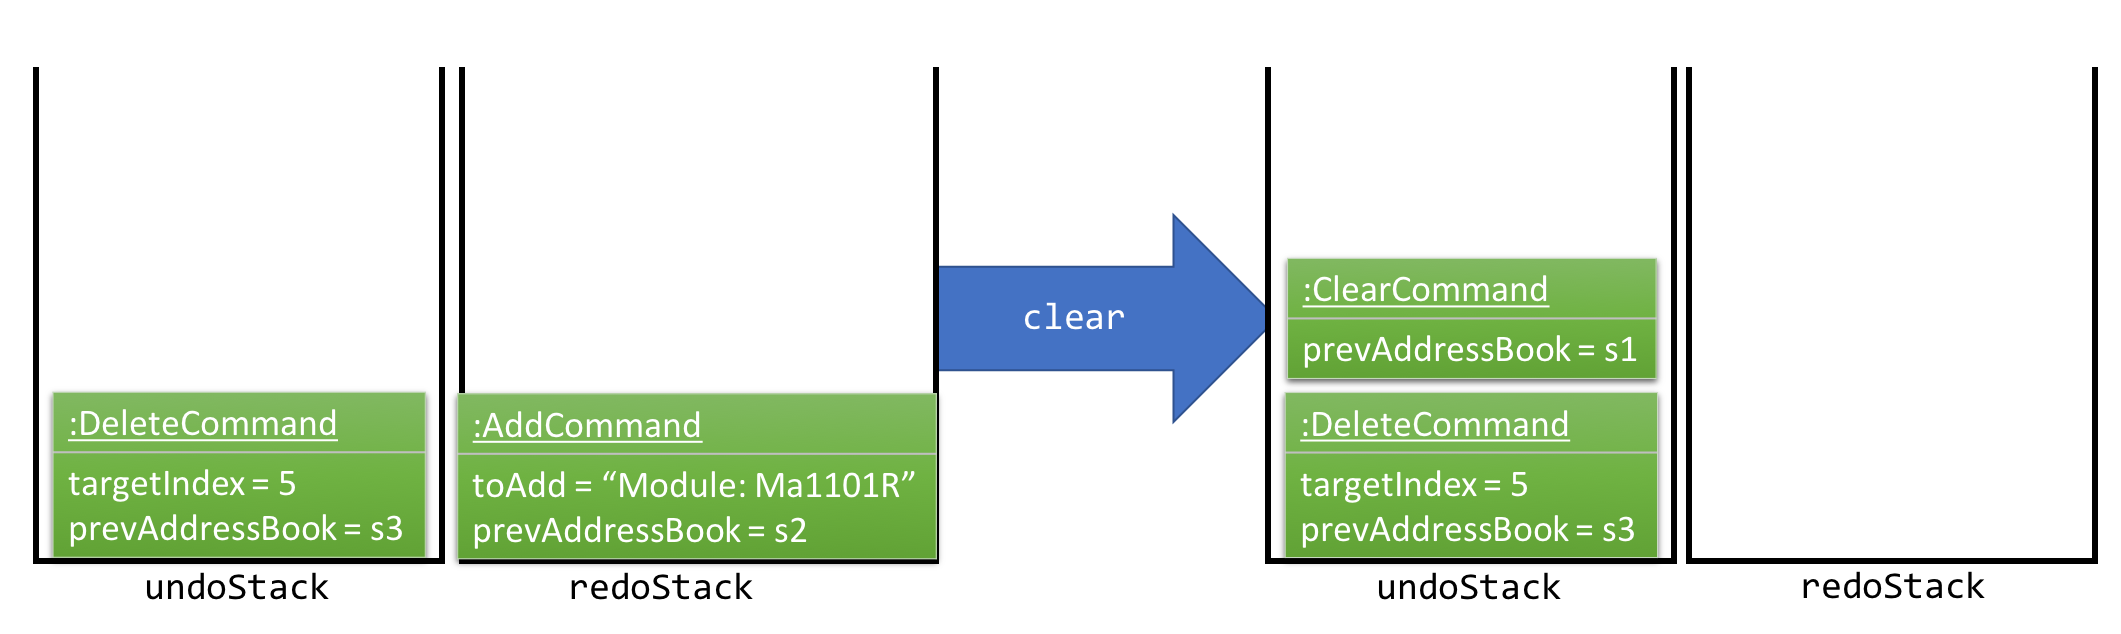 :DeleteCommand
targetIndex = 5
prevAddressBook = s3
undoStack
:AddCommand
toAdd = “Module: Ma1101R”
prevAddressBook = s2
redoStack
clear
:ClearCommand
prevAddressBook = s1
:DeleteCommand
targetIndex = 5
prevAddressBook = s3
undoStack
redoStack